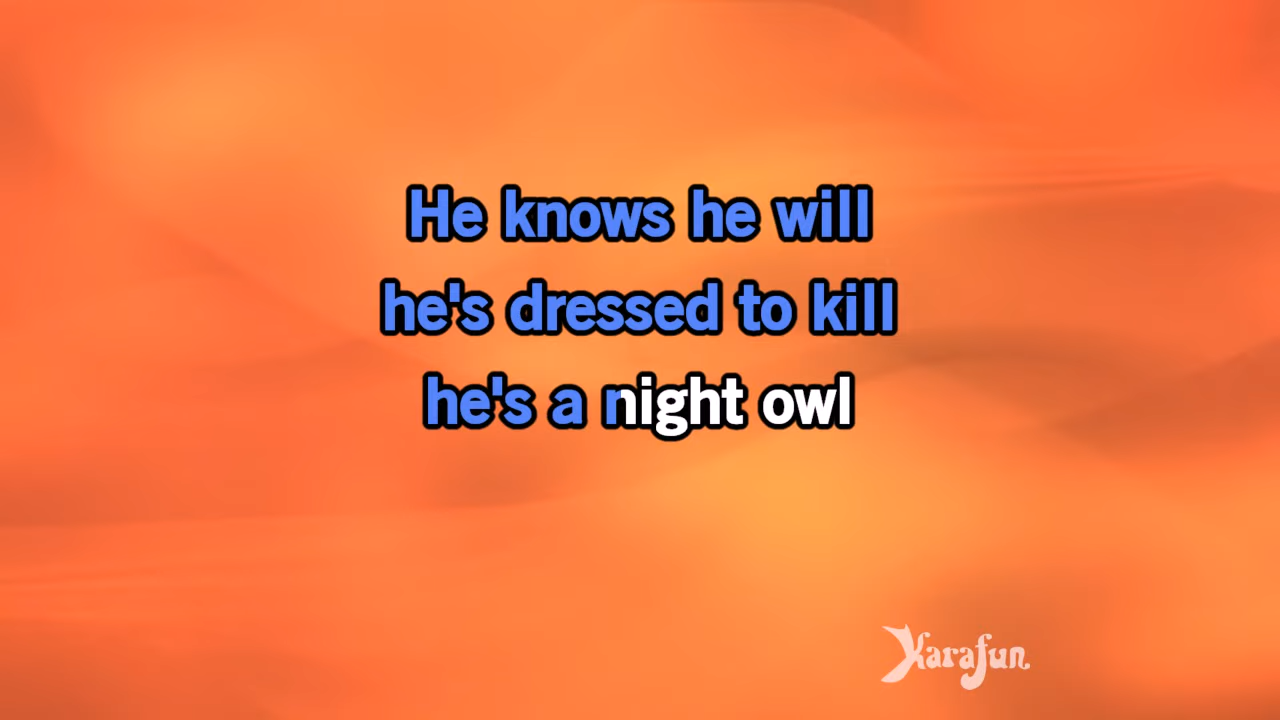 He knows he will
he's dressed to kill
he's a night owl
Karafun